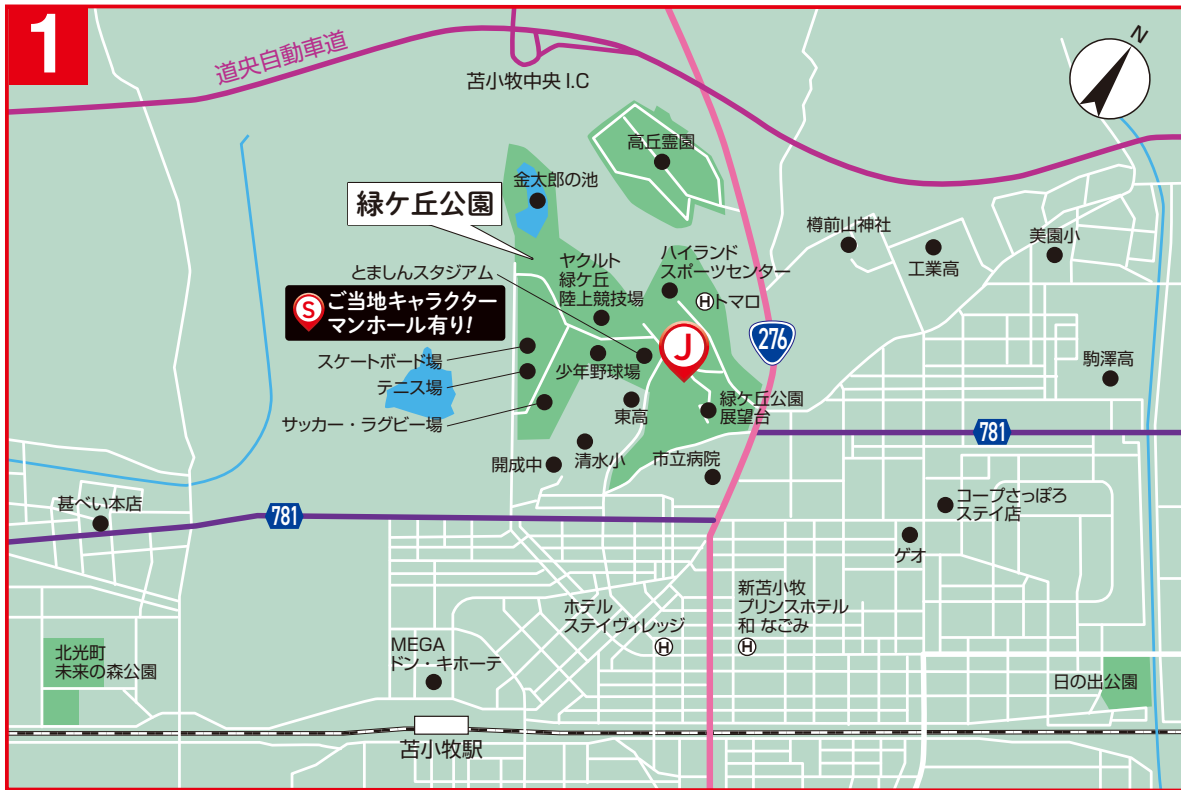 1
道央自動車道
苫小牧中央 I.C
N
高丘霊園
金太郎の池
緑ケ丘公園
樽前山神社
工業高
美園小
ハイランド
スポーツセンター
Ⓗトマロ
ヤクルト
緑ケ丘
陸上競技場
とましんスタジアム
S
ご当地キャラクター
マンホール有り!
276
J
スケートボード場
少年野球場
駒澤高
テニス場
緑ケ丘公園
展望台
サッカー・ラグビー場
東高
781
開成中
清水小
市立病院
甚べい本店
781
コープさっぽろ
ステイ店
ゲオ
ホテル
ステイヴィレッジ
Ⓗ
新苫小牧
プリンスホテル
和 なごみ
Ⓗ
北光町
未来の森公園
MEGA
ドン・キホーテ
日の出公園
苫小牧駅